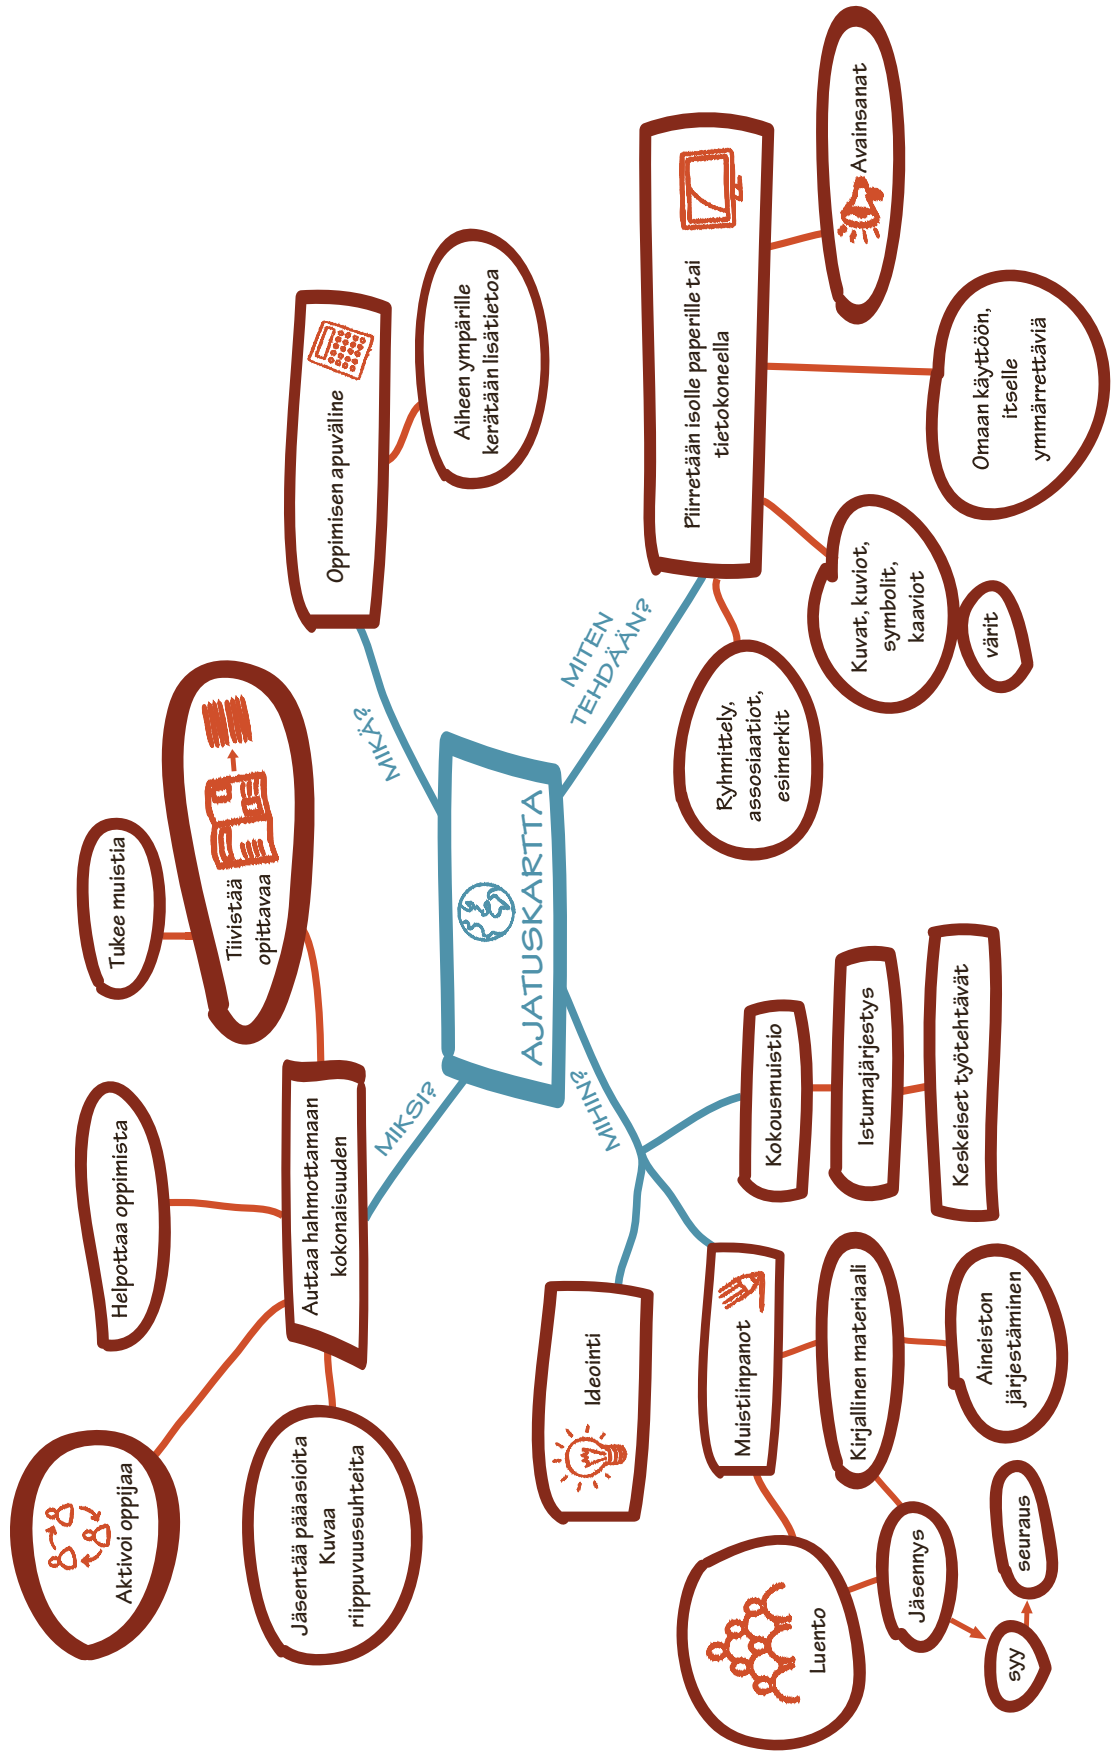 AJATUSKARTTA
MIKSI?
Auttaa hahmottamaan
kokonaisuuden
Aktivoi oppijaa
Helpottaa oppimista
Tukee muistia
Tiivistää
opittavaa
Jäsentää pääasioita
Kuvaa
riippuvuussuhteita
MIKÄ?
Oppimisen apuväline
Aiheen ympärille
kerätään lisätietoa
MITEN
TEHDÄÄN?
Piirretään isolle paperille tai
tietokoneella
Ryhmittely,
assosiaatiot,
esimerkit
Kuvat, kuviot,
symbolit,
kaaviot
värit
Omaan käyttöön,
itselle
ymmärrettäviä
Avainsanat
MIHIN?
Ideointi
Muistiinpanot
Luento
Kirjallinen materiaali
Jäsennys
syy
seuraus
Aineiston
järjestäminen
Kokousmuistio
Istumajärjestys
Keskeiset työtehtävät